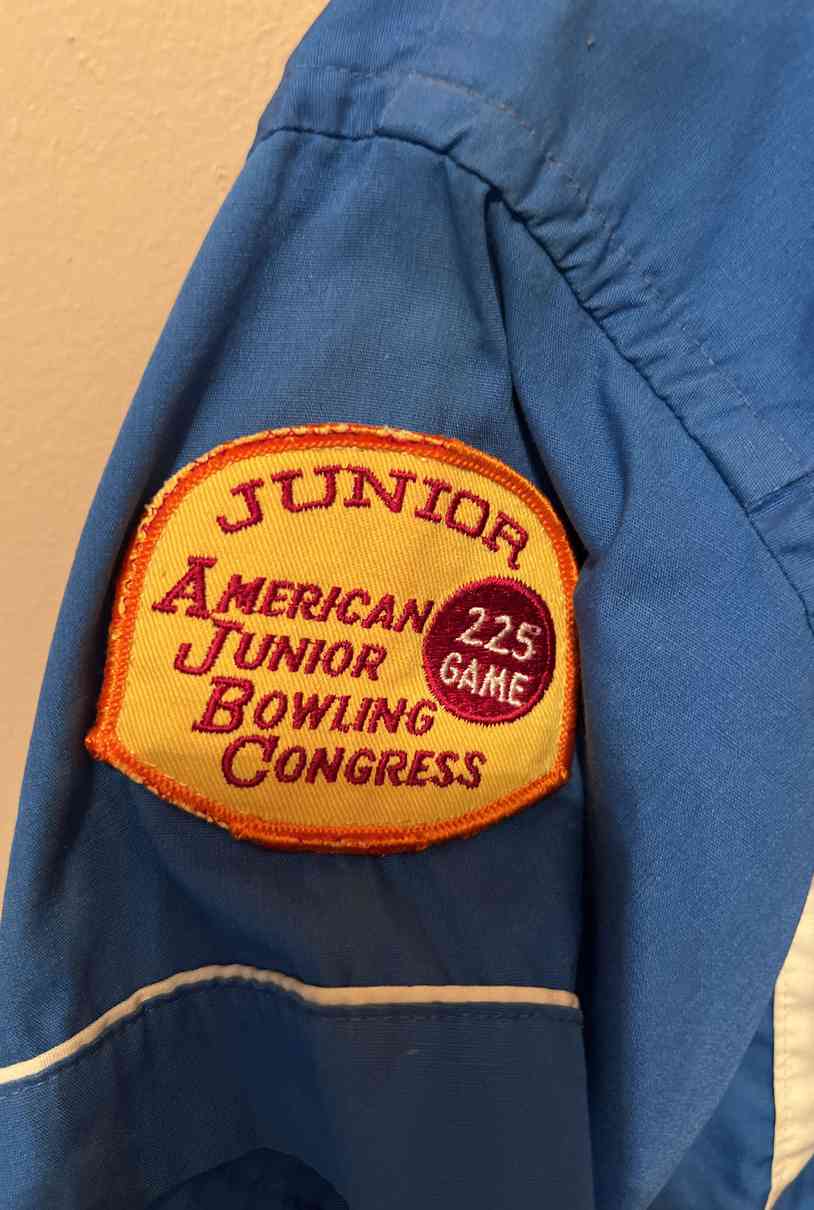 JUNIOR
AMERICAN
JUNIOR
BOWLING
CONGRESS
225
GAME